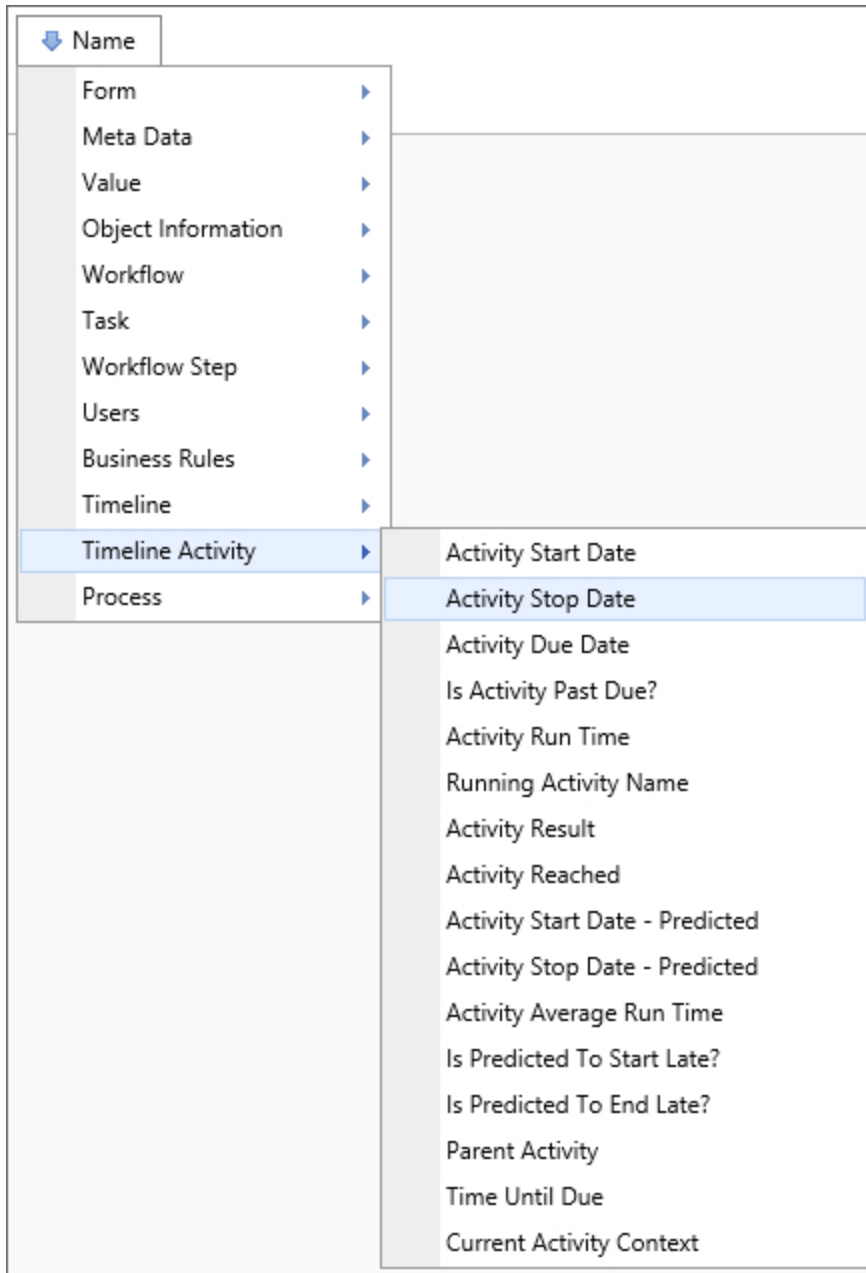 Name
Form
Meta Data
Value
Object Information
Workflow
Task
Workflow Step
Users
Business Rules
Timeline
Timeline Activity
Process
Activity Start Date
Activity Stop Date
Activity Due Date
Is Activity Past Due?
Activity Run Time
Running Activity Name
Activity Result
Activity Reached
Activity Start Date - Predicted
Activity Stop Date - Predicted
Activity Average Run Time
Is Predicted To Start Late?
Is Predicted To End Late?
Parent Activity
Time Until Due
Current Activity Context